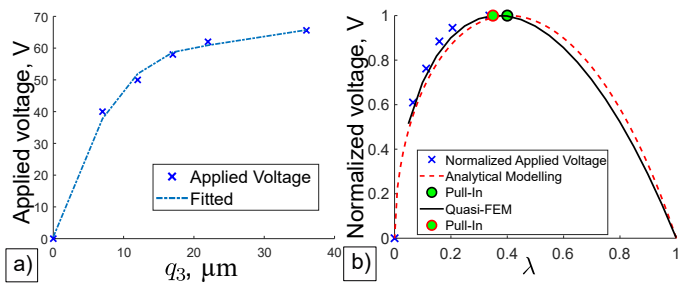 Applied voltage, V
70
60
50
40
30
20
10
0
0
10
20
30
40
q₃, μm
× Applied Voltage
Fitted
a)
Normalized voltage, V
1
0.8
0.6
0.4
0.2
0
0
0.2
0.4
0.6
0.8
1
λ
× Normalized Applied Voltage
Analytical Modelling
Pull-In
Quasi-FEM
Pull-In
b)